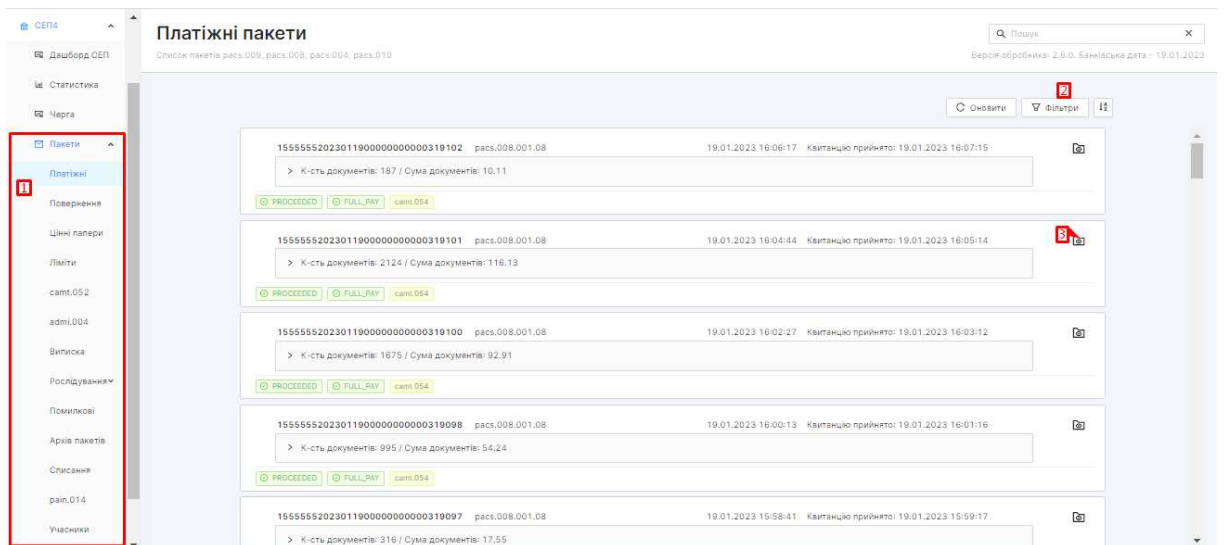 СЕП4
Дашборд СЕП
Статистика
Черга
Пакети
1
Платіжні
Повернення
Цінні папери
Ліміти
camt.052
admi.004
Виписка
Рослідування
Помилкові
Архів пакетів
Списання
pain.014
Учасники
Платіжні пакети
Список пакетів pacs.009, pacs.008, pacs.004, pacs.010
Пошук
Версія обробника: 2.6.0. Банківська дата - 19.01.2023
2
Оновити Фільтри
15555552023011900000000000319102 pacs.008.001.08 19.01.2023 16:06:17 Квитанцію прийнято: 19.01.2023 16:07:15
> К-сть документів: 187 / Сума документів: 10.11
PROCEEDED FULL_PAY camt.054
15555552023011900000000000319101 pacs.008.001.08 19.01.2023 16:04:44 Квитанцію прийнято: 19.01.2023 16:05:14 3
> К-сть документів: 2124 / Сума документів: 116.13
PROCEEDED FULL_PAY camt.054
15555552023011900000000000319100 pacs.008.001.08 19.01.2023 16:02:27 Квитанцію прийнято: 19.01.2023 16:03:12
> К-сть документів: 1675 / Сума документів: 92.91
PROCEEDED FULL_PAY camt.054
15555552023011900000000000319098 pacs.008.001.08 19.01.2023 16:00:13 Квитанцію прийнято: 19.01.2023 16:01:16
> К-сть документів: 995 / Сума документів: 54.24
PROCEEDED FULL_PAY camt.054
15555552023011900000000000319097 pacs.008.001.08 19.01.2023 15:58:41 Квитанцію прийнято: 19.01.2023 15:59:17
> К-сть документів: 316 / Сума документів: 17.55